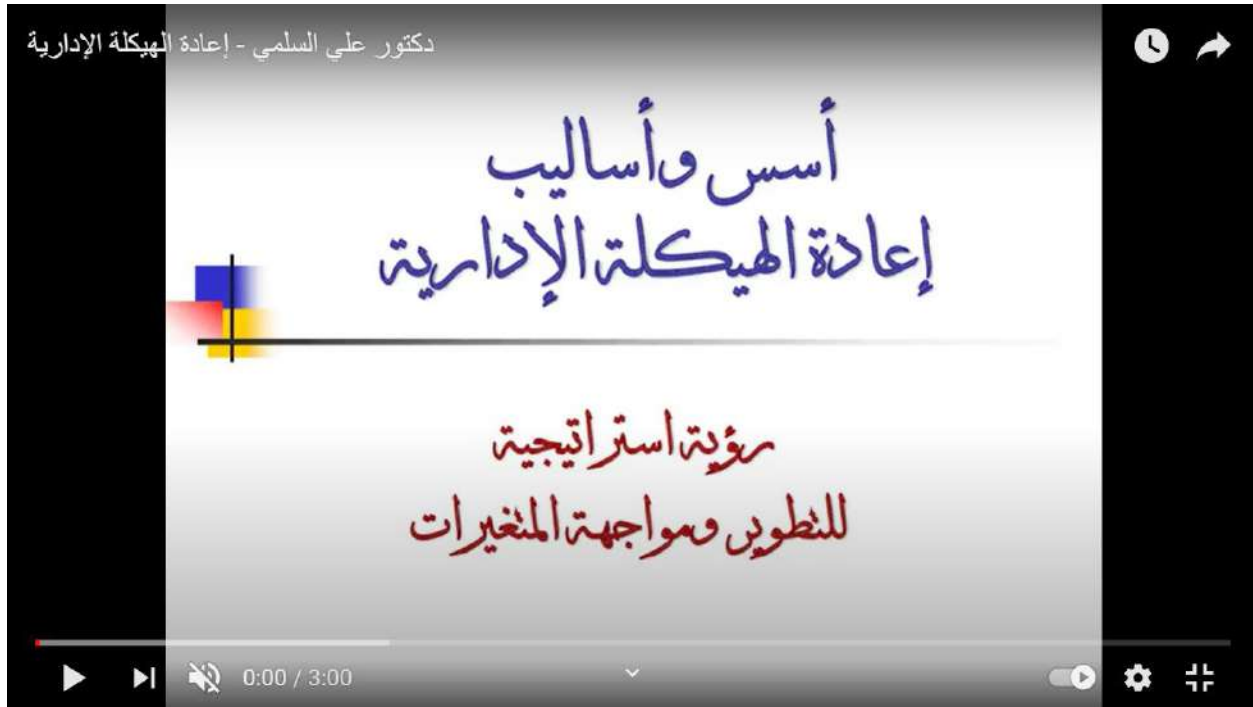 دكتور علي السلمي - إعادة الهيكلة الإدارية
أسس وأساليب
إعادة الهيكلة الإدارية
رؤية استراتيجية
للتطوير ومواجهة المتغيرات
0:00 / 3:00